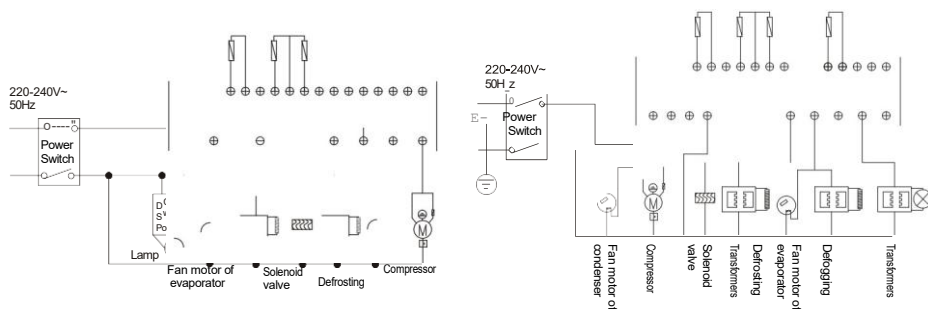 220-240V~
50Hz
Power
Switch
Lamp
Fan motor of
evaporator
Solenoid
valve
Defrosting
Compressor
M
220-240V~
50H_z
E-
Power
Switch
M
Fan motor of
condenser
Compressor
Solenoid
valve
Transformers
Defrosting
Fan motor of
evaporator
Defogging
Transformers